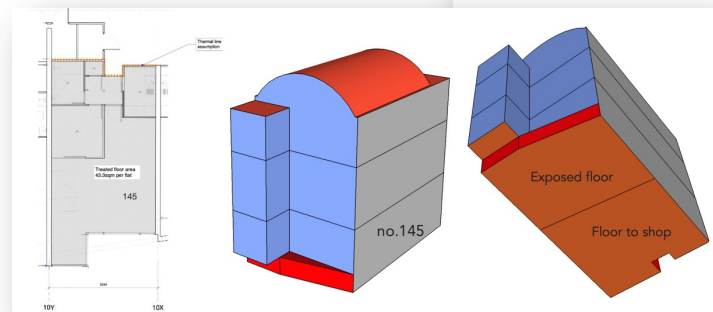 Thermal line
assumption
Treated floor area
43.3sqm per flat
145
10Y
10X
no.145
Exposed floor
Floor to shop